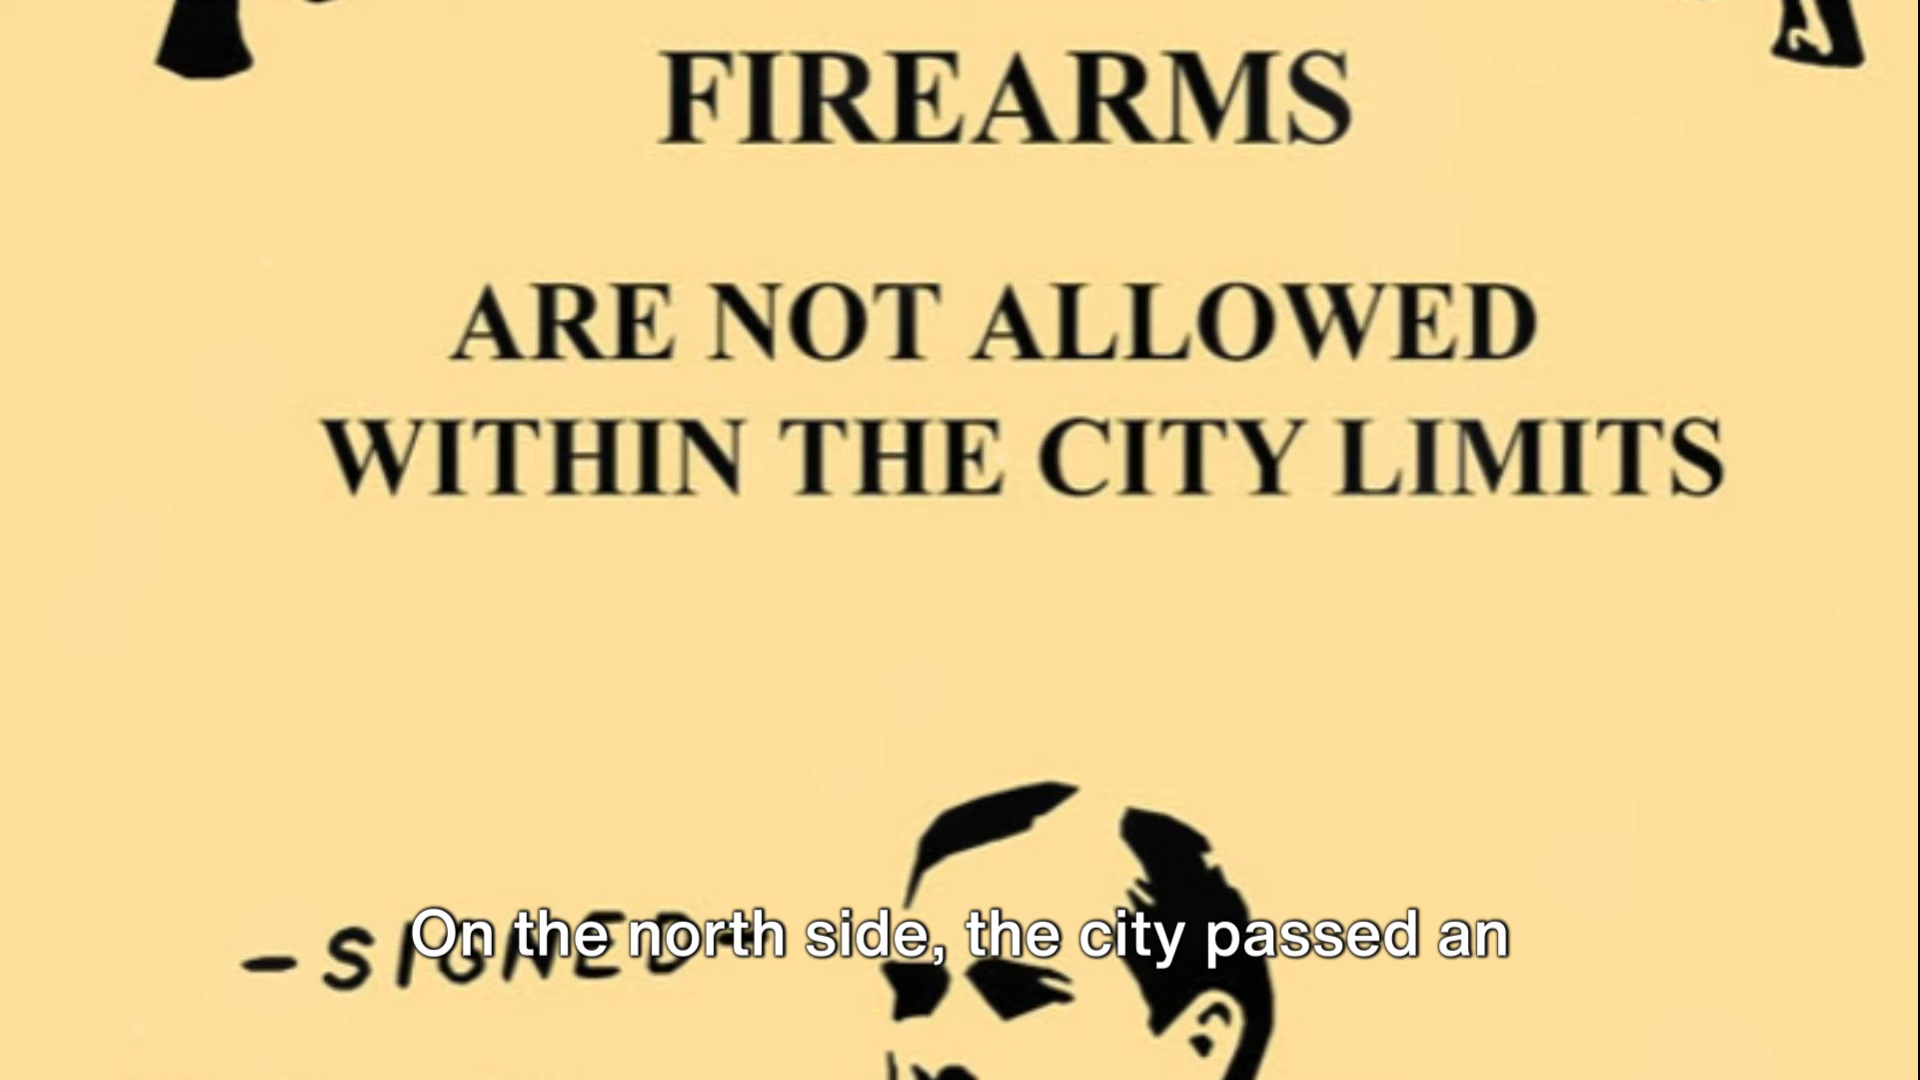 FIREARMS
ARE NOT ALLOWED
WITHIN THE CITY LIMITS
-SIGNED-
On the north side, the city passed an